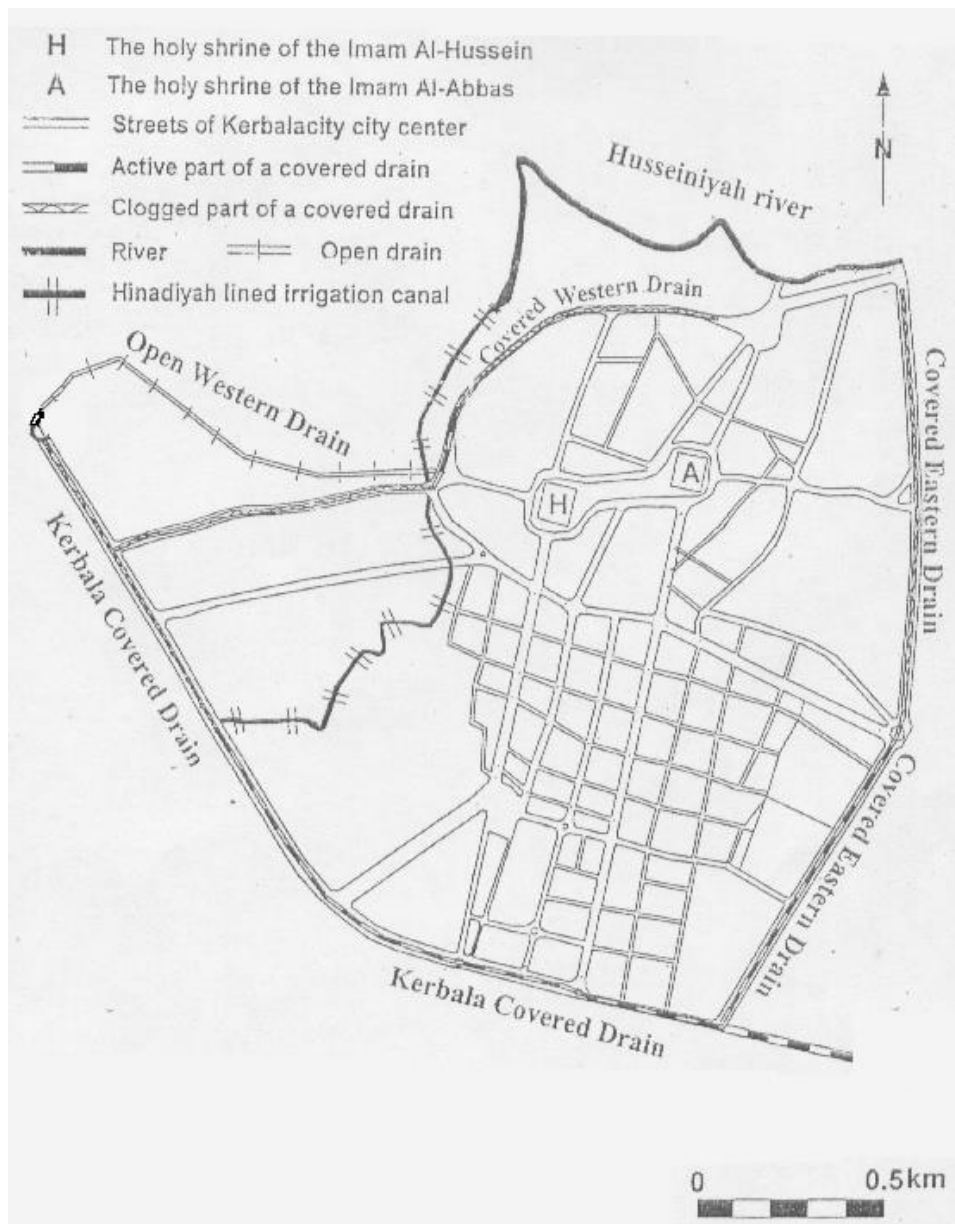 H The holy shrine of the Imam Al-Hussein
A The holy shrine of the Imam Al-Abbas
Streets of Kerbalacity city center
Active part of a covered drain
Clogged part of a covered drain
River Open drain
Hinadiyah lined irrigation canal
N
Husseiniyah river
Covered Western Drain
Open Western Drain
Covered Eastern Drain
A
H
Kerbala Covered Drain
Covered Eastern Drain
Kerbala Covered Drain
0 0.5km